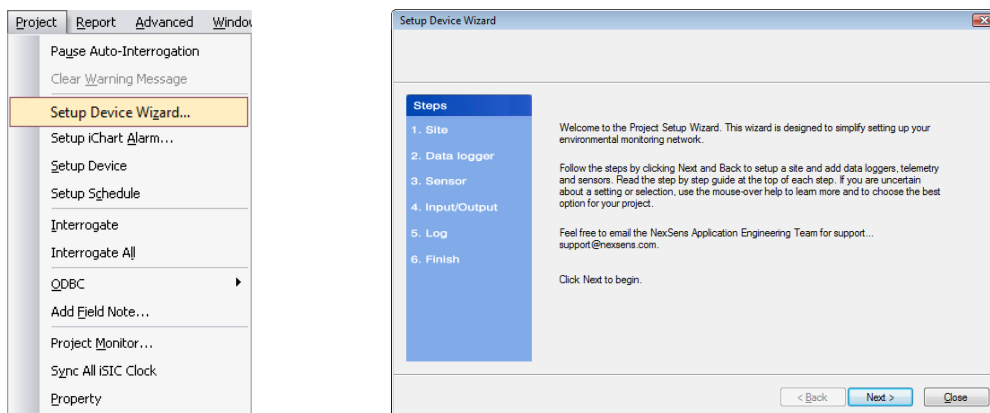 Project Report Advanced Window
Pause Auto-Interrogation
Clear Warning Message
Setup Device Wizard...
Setup iChart Alarm...
Setup Device
Setup Schedule
Interrogate
Interrogate All
ODBC
Add Field Note...
Project Monitor...
Sync All iSIC Clock
Property
Setup Device Wizard
Steps
1. Site
2. Data logger
3. Sensor
4. Input/Output
5. Log
6. Finish
Welcome to the Project Setup Wizard. This wizard is designed to simplify setting up your
environmental monitoring network.
Follow the steps by clicking Next and Back to setup a site and add data loggers, telemetry
and sensors. Read the step by step guide at the top of each step. If you are uncertain
about a setting or selection, use the mouse-over help to learn more and to choose the best
option for your project.
Feel free to email the NexSens Application Engineering Team for support...
support@nexsens.com.
Click Next to begin.
< Back Next > Close